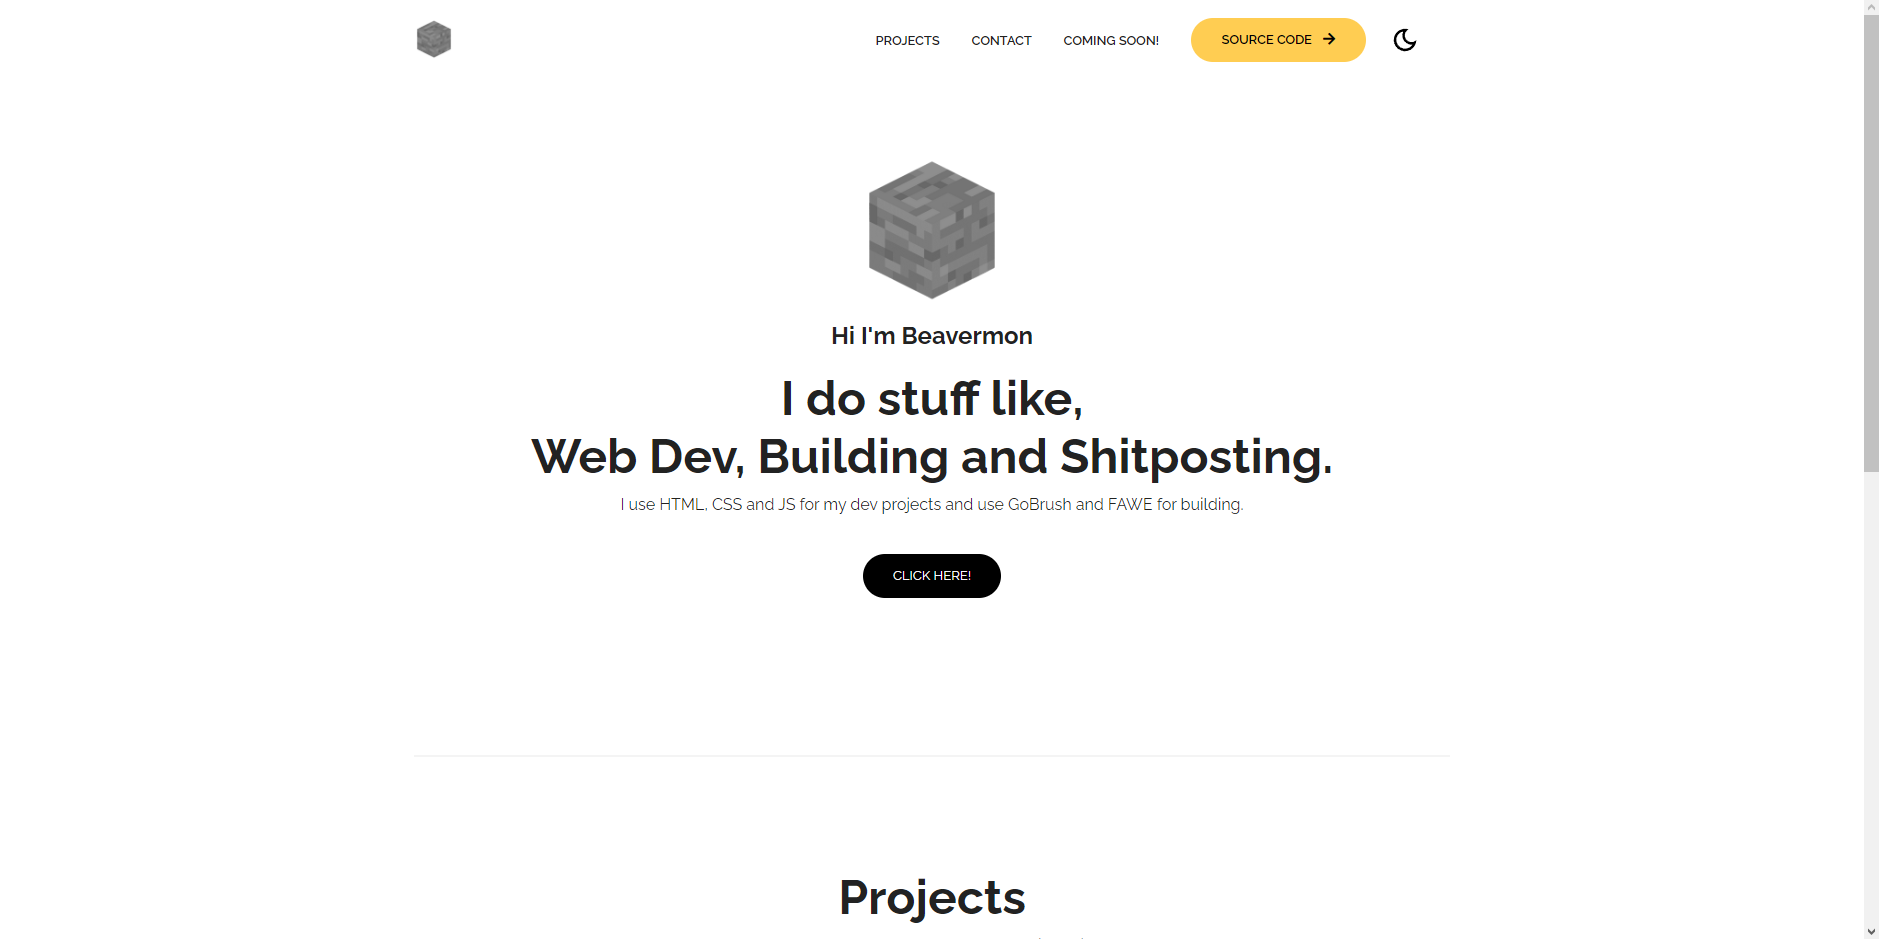 PROJECTS CONTACT COMING SOON! SOURCE CODE
Hi I'm Beavermon
I do stuff like,
Web Dev, Building and Shitposting.
I use HTML, CSS and JS for my dev projects and use GoBrush and FAWE for building.
CLICK HERE!
Projects